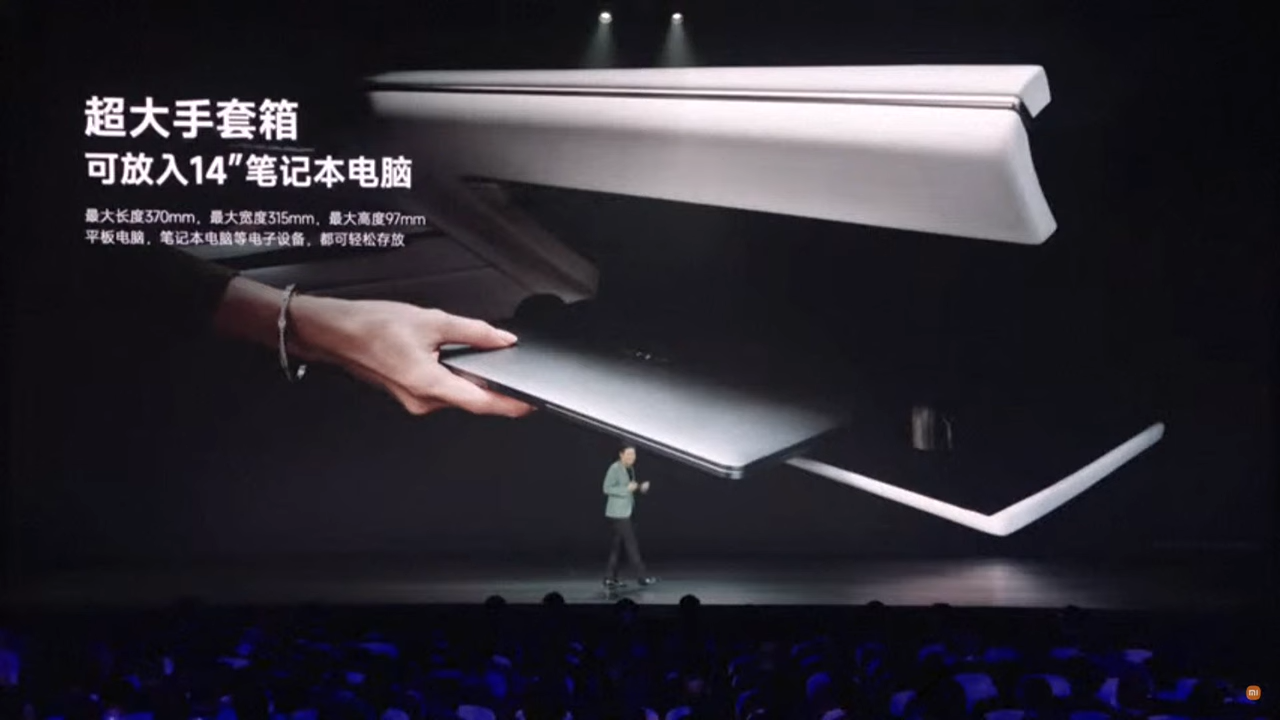 超大手套箱
可放入14"笔记本电脑
最大长度370mm，最大宽度315mm，最大高度97mm
平板电脑，笔记本电脑等电子设备，都可轻松存放
mi